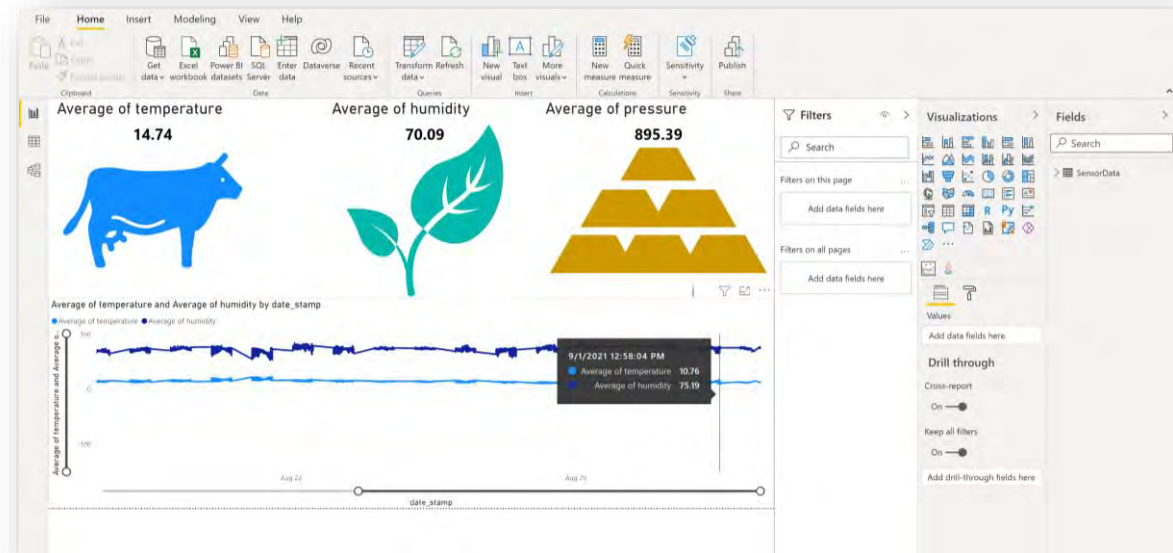 File Home Insert Modeling View Help
Paste
Cut
Copy
Format painter
Get data
Excel workbook
Power BI datasets
SQL Server
Enter data
Dataverse
Recent sources
Transform data
Refresh
New visual
Text box
More visuals
New measure
Quick measure
Sensitivity
Publish
Clipboard
Data
Queries
Insert
Calculations
Sensitivity
Share
Average of temperature
14.74
Average of humidity
70.09
Average of pressure
895.39
Average of temperature and Average of humidity by date_stamp
Average of temperature Average of humidity
Average of temperature and Average o...
100
0
-100
9/1/2021 12:58:04 PM
Average of temperature 10.76
Average of humidity 75.19
Aug 22
date_stamp
Filters
Search
Filters on this page
Add data fields here
Filters on all pages
Add data fields here
Visualizations
R Py
Values
Add data fields here
Drill through
Cross-report
On
Keep all filters
On
Add drill-through fields here
Fields
Search
SensorData